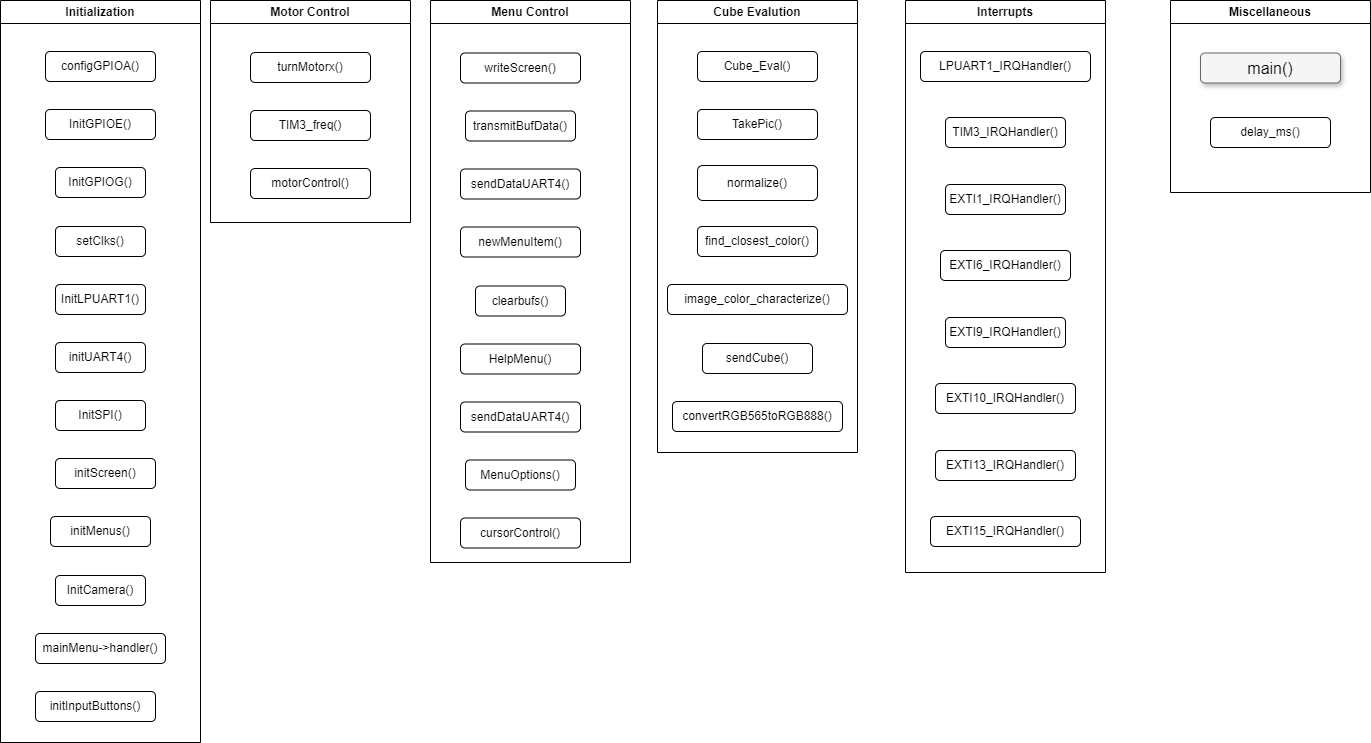 Initialization
configGPIOA()
InitGPIOE()
InitGPIOG()
setClks()
InitLPUART1()
initUART4()
InitSPI()
initScreen()
initMenus()
InitCamera()
mainMenu->handler()
initInputButtons()
Motor Control
turnMotorx()
TIM3_freq()
motorControl()
Menu Control
writeScreen()
transmitBufData()
sendDataUART4()
newMenuItem()
clearbufs()
HelpMenu()
sendDataUART4()
MenuOptions()
cursorControl()
Cube Evalution
Cube_Eval()
TakePic()
normalize()
find_closest_color()
image_color_characterize()
sendCube()
convertRGB565toRGB888()
Interrupts
LPUART1_IRQHandler()
TIM3_IRQHandler()
EXTI1_IRQHandler()
EXTI6_IRQHandler()
EXTI9_IRQHandler()
EXTI10_IRQHandler()
EXTI13_IRQHandler()
EXTI15_IRQHandler()
Miscellaneous
main()
delay_ms()